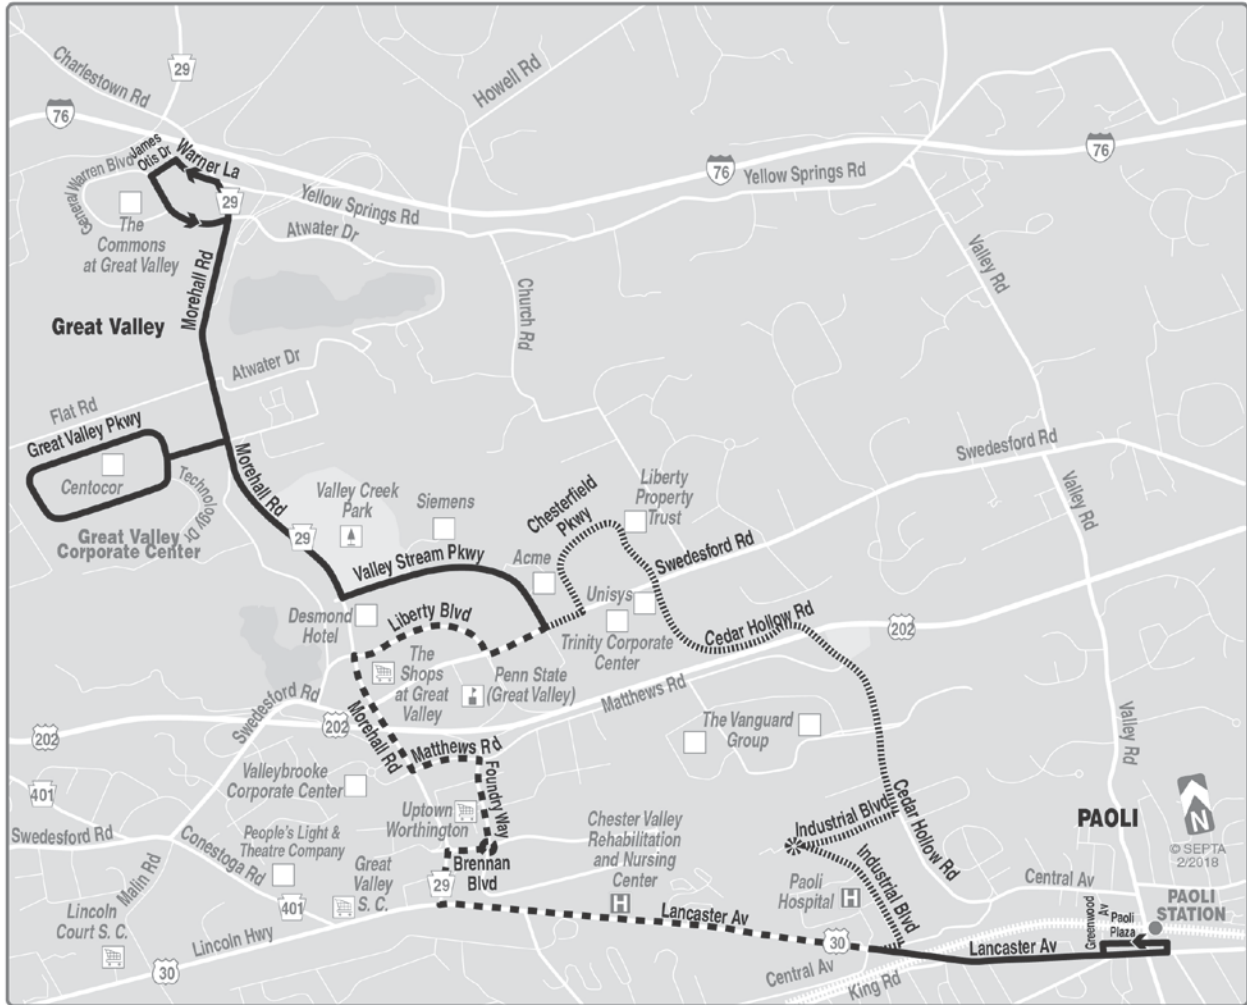 Charlestown Rd
29
Howell Rd
76
James
Otis Dr
Warner La
General Warren Blvd
76
76
Yellow Springs Rd
Yellow Springs Rd
29
The
Commons
at Great Valley
Atwater Dr
Valley Rd
Morehall Rd
Church Rd
Great Valley
Atwater Dr
Flat Rd
Great Valley Pkwy
Swedesford Rd
Centocor
Technology Dr
Morehall Rd
Valley Creek
Park
Siemens
Chesterfield
Pkwy
Liberty
Property
Trust
Valley Rd
Great Valley
Corporate Center
29
Valley Stream Pkwy
Acme
Swedesford Rd
Unisys
Desmond
Hotel
Liberty Blvd
Trinity Corporate
Center
Cedar Hollow Rd
202
The
Shops
at Great
Valley
Penn State
(Great Valley)
Matthews Rd
Swedesford Rd
202
202
Morehall Rd
Matthews Rd
The Vanguard
Group
Valley Rd
401
Valleybrooke
Corporate Center
Foundry Way
Uptown
Worthington
Swedesford Rd
Conestoga Rd
People's Light &
Theatre Company
Chester Valley
Rehabilitation
and Nursing
Center
Industrial Blvd
Cedar Hollow Rd
PAOLI
N
© SEPTA
2/2018
Malin Rd
Great
Valley
S. C.
Brennan
Blvd
29
401
H
Paoli
Hospital
H
Industrial Blvd
Central Av
PAOLI
STATION
Lincoln
Court S. C.
Lincoln Hwy
30
Lancaster Av
30
Central Av
King Rd
Lancaster Av
Greenwood
Av
Paoli
Plaza